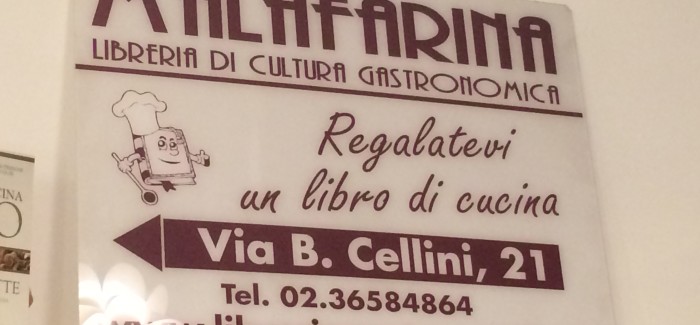 MALAFARINA
LIBRERIA DI CULTURA GASTRONOMICA
Regalatevi
un libro di cucina
Via B. Cellini, 21
Tel. 02.36584864